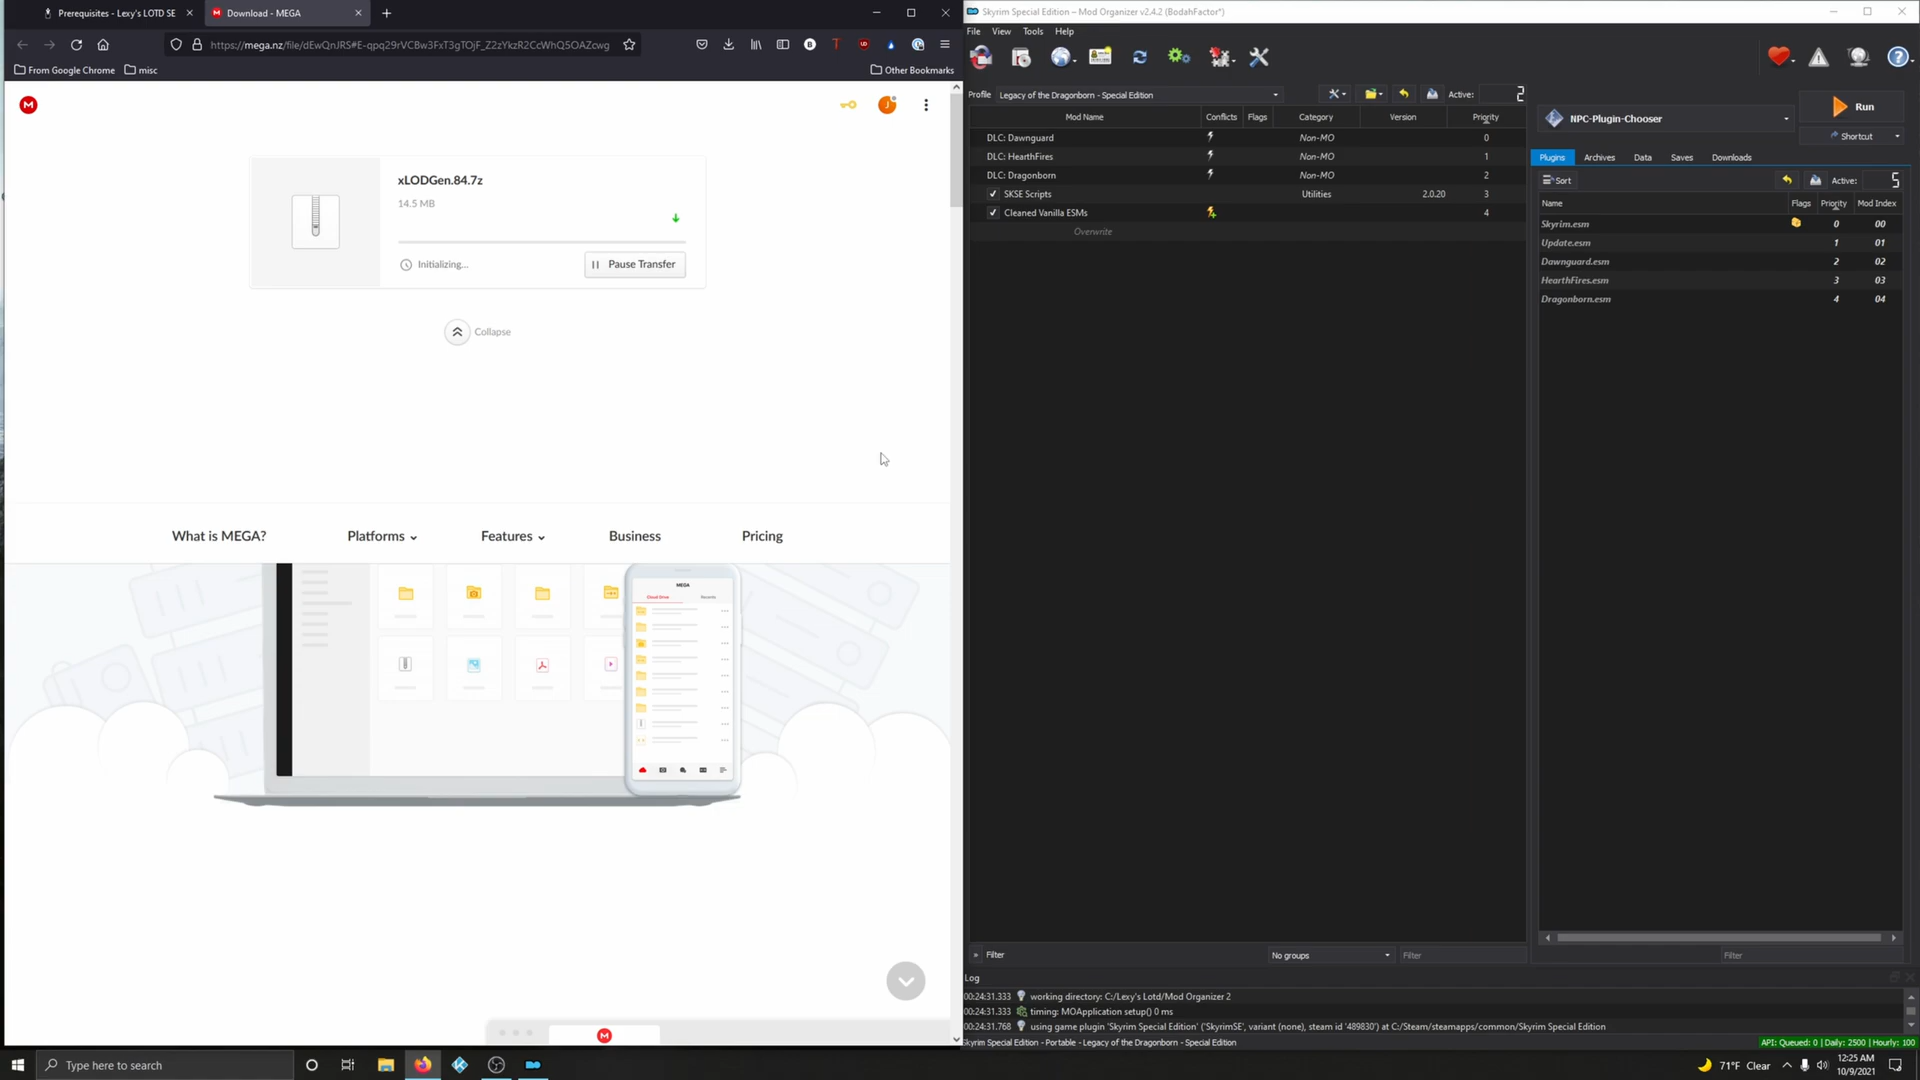 Prerequisites - Lexy's LOTD SE
Download - MEGA
https://mega.nz/file/dEwQnJRS#E-qpq29rVCBw3FxT3gTOjF_Z2zYkzR2CcWhQ5OAZcwg
From Google Chrome
misc
Other Bookmarks
xLODGen.84.7z
14.5 MB
Initializing...
Pause Transfer
Collapse
What is MEGA?
Platforms
Features
Business
Pricing
MEGA
Cloud Drive
Recents
Type here to search
Skyrim Special Edition – Mod Organizer v2.4.2 (BodahFactor*)
File View Tools Help
Profile Legacy of the Dragonborn - Special Edition
Active: 2
Mod Name Conflicts Flags Category Version Priority
DLC: Dawnguard Non-MO 0
DLC: HearthFires Non-MO 1
DLC: Dragonborn Non-MO 2
SKSE Scripts Utilities 2.0.20 3
Cleaned Vanilla ESMs 4
Overwrite
Filter
No groups
Filter
NPC-Plugin-Chooser
Run
Shortcut
Plugins Archives Data Saves Downloads
Sort
Active: 5
Name Flags Priority Mod Index
Skyrim.esm 0 00
Update.esm 1 01
Dawnguard.esm 2 02
HearthFires.esm 3 03
Dragonborn.esm 4 04
Filter
Log
00:24:31.333 working directory: C:/Lexy's Lotd/Mod Organizer 2
00:24:31.333 timing: MOApplication setup() 0 ms
00:24:31.768 using game plugin 'Skyrim Special Edition' ('SkyrimSE', variant (none), steam id '489830') at C:/Steam/steamapps/common/Skyrim Special Edition
Skyrim Special Edition - Portable - Legacy of the Dragonborn - Special Edition
API: Queued: 0 | Daily: 2500 | Hourly: 100
71°F Clear
12:25 AM
10/9/2021